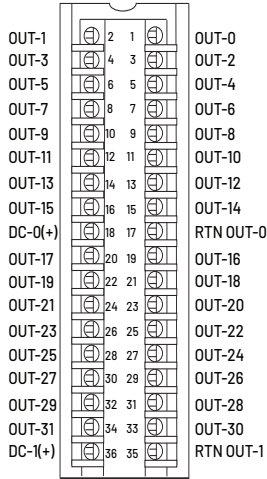 OUT-1 2 1 OUT-0
OUT-3 4 3 OUT-2
OUT-5 6 5 OUT-4
OUT-7 8 7 OUT-6
OUT-9 10 9 OUT-8
OUT-11 12 11 OUT-10
OUT-13 14 13 OUT-12
OUT-15 16 15 OUT-14
DC-0(+) 18 17 RTN OUT-0
OUT-17 20 19 OUT-16
OUT-19 22 21 OUT-18
OUT-21 24 23 OUT-20
OUT-23 26 25 OUT-22
OUT-25 28 27 OUT-24
OUT-27 30 29 OUT-26
OUT-29 32 31 OUT-28
OUT-31 34 33 OUT-30
DC-1(+) 36 35 RTN OUT-1